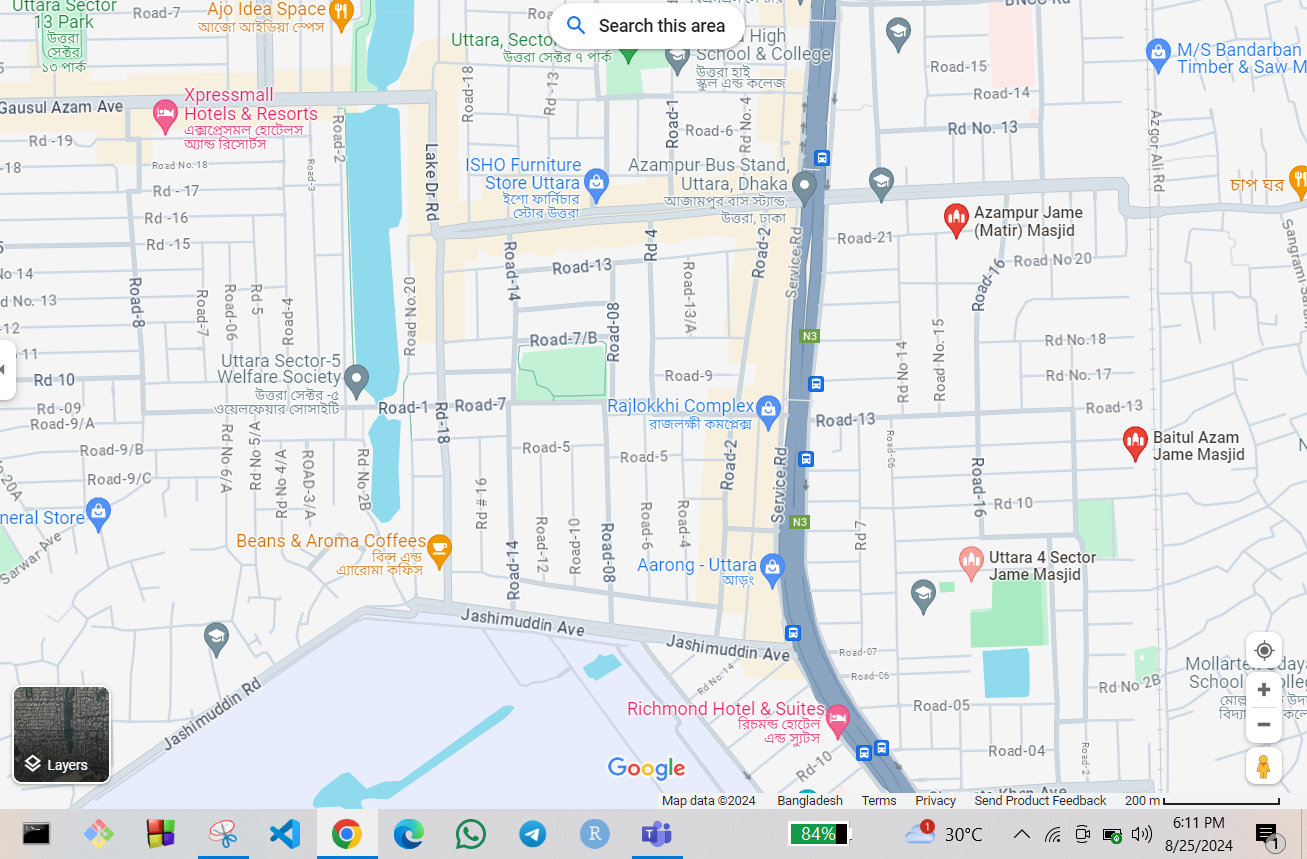 Uttara Sector
13 Park
উত্তরা
সেক্টর
১৩ পার্ক
Road-7
Ajo Idea Space
আজো আইডিয়া স্পেস
Search this area
Uttara, Secto
উত্তরা সেক্টর ৭ পার্ক
High
School & College
উত্তরা হাই
স্কুল এন্ড কলেজ
BNCC Rd
M/S Bandarban
Timber & Saw M
Road-15
Road-14
Rd No. 13
Gausul Azam Ave
Xpressmall
Hotels & Resorts
এক্সপ্রেসমল হোটেলস
অ্যান্ড রিসোর্টস
Road-18
Rd -13
Road-1
Road-6
Rd No. 4
Azgor Ali Rd
Rd -19
-18
Road No.18
Road-2
Road-3
Rd - 17
Rd -16
Rd -15
Lake Dr Rd
ISHO Furniture
Store Uttara
ইশো ফার্নিচার
স্টোর উত্তরা
Azampur Bus Stand,
Uttara, Dhaka
আজামপুর বাস স্ট্যান্ড,
উত্তরা, ঢাকা
চাপ ঘর
Azampur Jame
(Matir) Masjid
Road-21
Road No 20
Road-16
Road-14
Road-13
Rd 4
Road-13/A
Road-2
Service Rd
No 14
d No. 13
-12
11
Road-8
Road-7
Road-06
Rd 5
Road-4
Road No.20
Road-08
Road-7/B
N3
Rd No.18
Rd No. 17
Rd No 14
Road No. 15
Uttara Sector-5
Welfare Society
উত্তরা সেক্টর -৫
ওয়েলফেয়ার সোসাইটি
Rd 10
Rd -09
Road-9/A
Road-9/B
Road-9/C
Road-1
Road-7
Rd-18
Road-9
Rajlokkhi Complex
রাজলক্ষী কমপ্লেক্স
Road-13
Road-13
Road-06
Baitul Azam
Jame Masjid
Rd No 6/A
Rd No 5/A
Rd No 4/A
ROAD-3/A
Rd No 2B
Road-5
Road-5
Road-2
Service Rd
Road-16
Rd 10
-20A
neral Store
Sarwar Ave
Beans & Aroma Coffees
বিন্স এন্ড
এ্যারোমা কফিস
Rd # 16
Road-14
Road-12
Road-10
Road-08
Road-6
Road-4
N3
Rd 7
Aarong - Uttara
আড়ং
Uttara 4 Sector
Jame Masjid
Jashimuddin Ave
Jashimuddin Ave
Jashimuddin Rd
Rd No.-14
Road-07
Road-06
Road-05
Rd No 2B
Road-04
Road-2
Richmond Hotel & Suites
রিচমন্ড হোটেল
এন্ড স্যুটস
Rd-10
Layers
Google
Map data ©2024
Bangladesh
Terms
Privacy
Send Product Feedback
200 m
84%
1
30°C
6:11 PM
8/25/2024
1